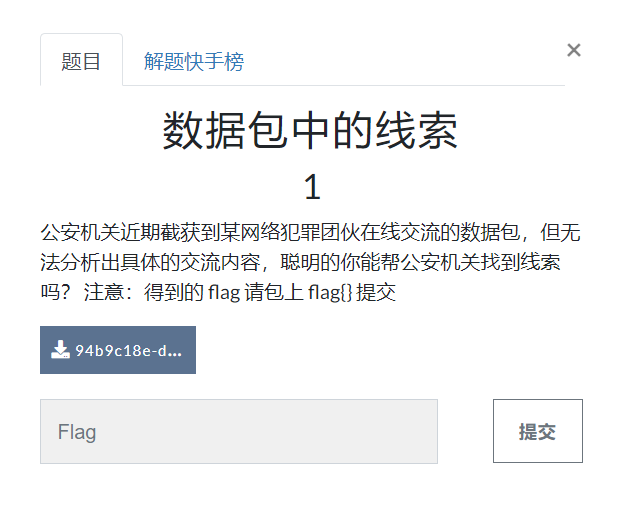 题目 解题快手榜 ×
数据包中的线索
1
公安机关近期截获到某网络犯罪团伙在线交流的数据包，但无
法分析出具体的交流内容，聪明的你能帮公安机关找到线索
吗？ 注意：得到的 flag 请包上 flag{} 提交
94b9c18e-d...
Flag 提交